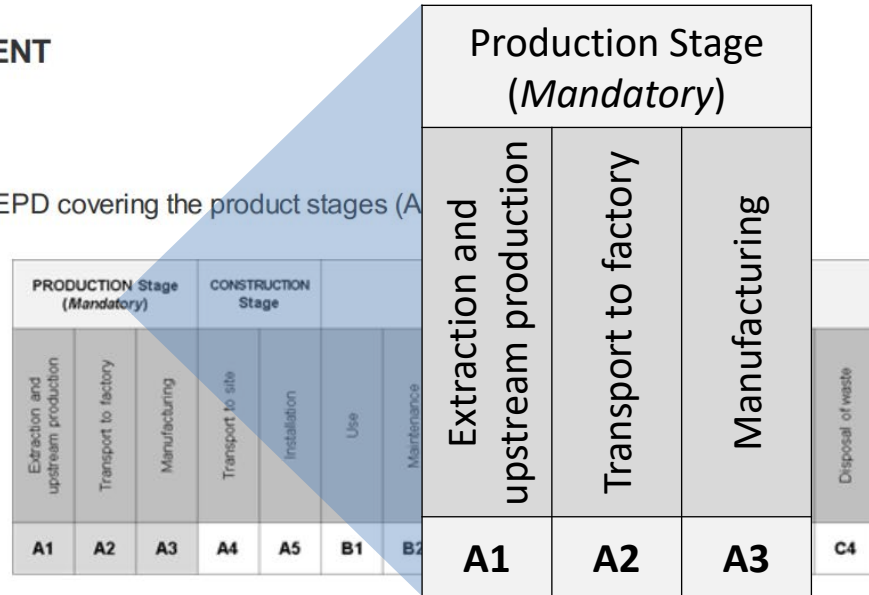 ENT
EPD covering the product stages (A
PRODUCTION Stage
(Mandatory)
CONSTRUCTION
Stage
Extraction and
upstream production
Transport to factory
Manufacturing
Transport to site
Installation
Use
Maintenance
Disposal of waste
A1 A2 A3 A4 A5 B1 B2 C4
Production Stage
(Mandatory)
Extraction and
upstream production
Transport to factory
Manufacturing
A1 A2 A3